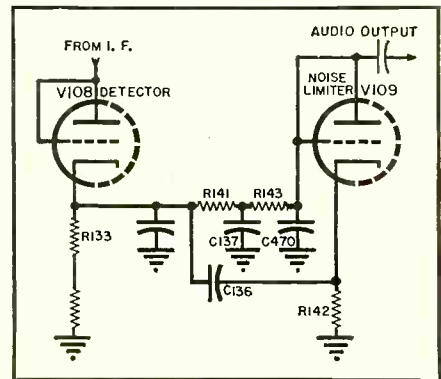 AUDIO OUTPUT
FROM I. F.
V108 DETECTOR
NOISE
LIMITER V109
R141
R143
R133
C137
C470
C136
R142